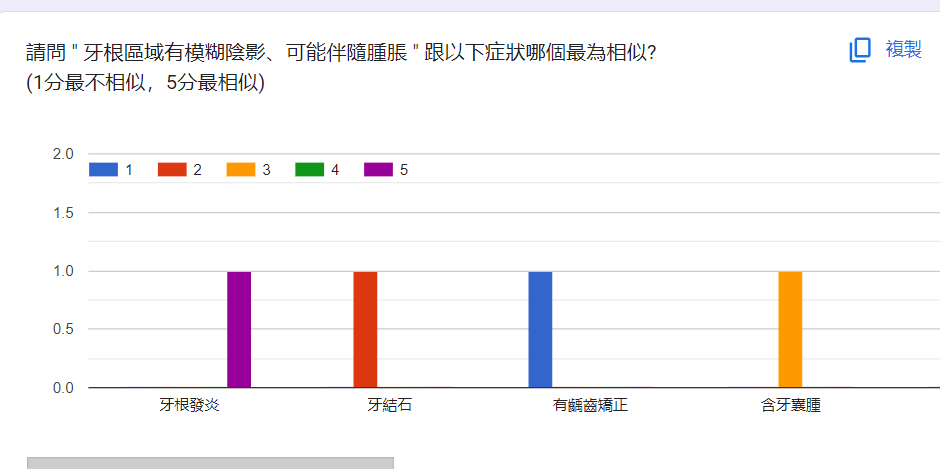 請問 " 牙根區域有模糊陰影、可能伴隨腫脹 " 跟以下症狀哪個最為相似?
(1分最不相似，5分最相似)
複製
2.0
1 2 3 4 5
1.5
1.0
0.5
0.0
牙根發炎 牙結石 有齲齒矯正 含牙囊腫